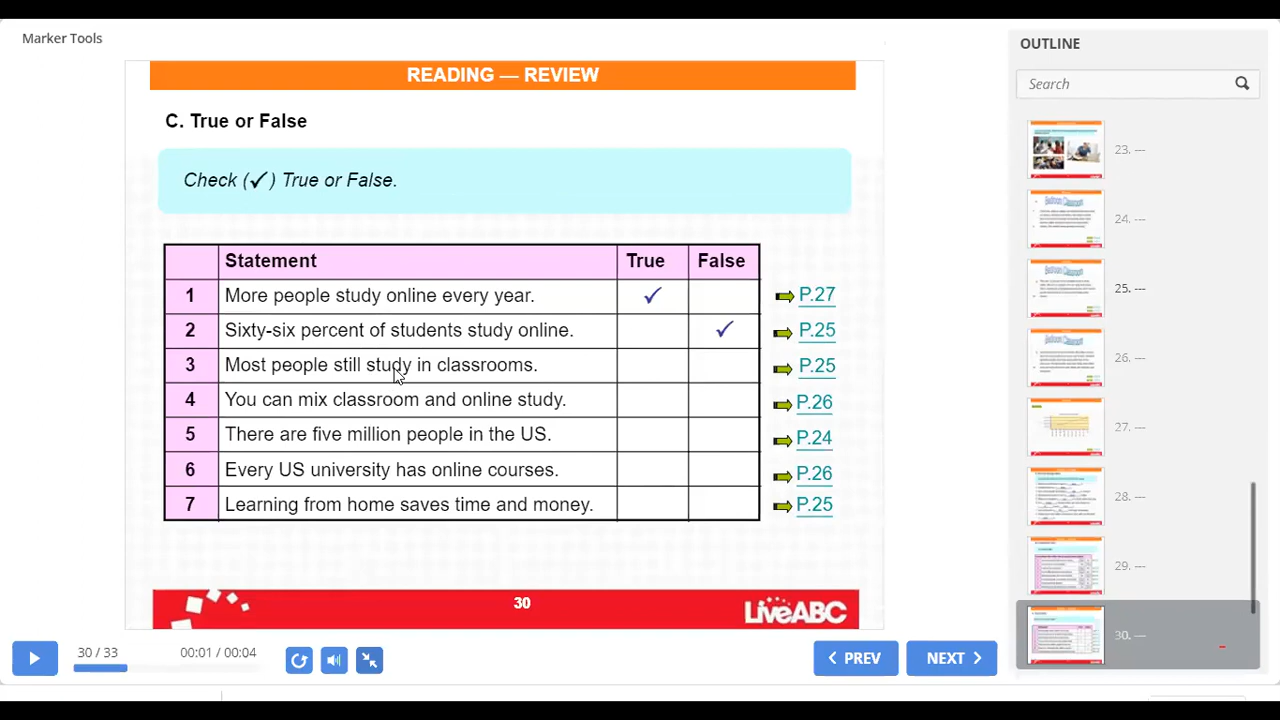 Marker Tools
READING — REVIEW
C. True or False
Check (✓) True or False.
Statement True False
1 More people study online every year. ✓ P.27
2 Sixty-six percent of students study online. ✓ P.25
3 Most people still study in classrooms. P.25
4 You can mix classroom and online study. P.26
5 There are five million people in the US. P.24
6 Every US university has online courses. P.26
7 Learning online saves time and money. P.25
30
LiveABC
30 / 33
00:01 / 00:04
PREV
NEXT
OUTLINE
Search
23. —
24. —
25. —
26. —
27. —
28. —
29. —
30. —